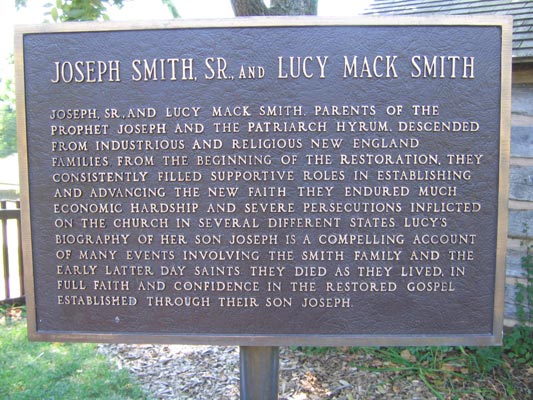 JOSEPH SMITH, SR., AND LUCY MACK SMITH
JOSEPH, SR., AND LUCY MACK SMITH, PARENTS OF THE
PROPHET JOSEPH AND THE PATRIARCH HYRUM, DESCENDED
FROM INDUSTRIOUS AND RELIGIOUS NEW ENGLAND
FAMILIES. FROM THE BEGINNING OF THE RESTORATION, THEY
CONSISTENTLY FILLED SUPPORTIVE ROLES IN ESTABLISHING
AND ADVANCING THE NEW FAITH. THEY ENDURED MUCH
ECONOMIC HARDSHIP AND SEVERE PERSECUTIONS INFLICTED
ON THE CHURCH IN SEVERAL DIFFERENT STATES. LUCY'S
BIOGRAPHY OF HER SON JOSEPH IS A COMPELLING ACCOUNT
OF MANY EVENTS INVOLVING THE SMITH FAMILY AND THE
EARLY LATTER DAY SAINTS. THEY DIED AS THEY LIVED, IN
FULL FAITH AND CONFIDENCE IN THE RESTORED GOSPEL
ESTABLISHED THROUGH THEIR SON JOSEPH.